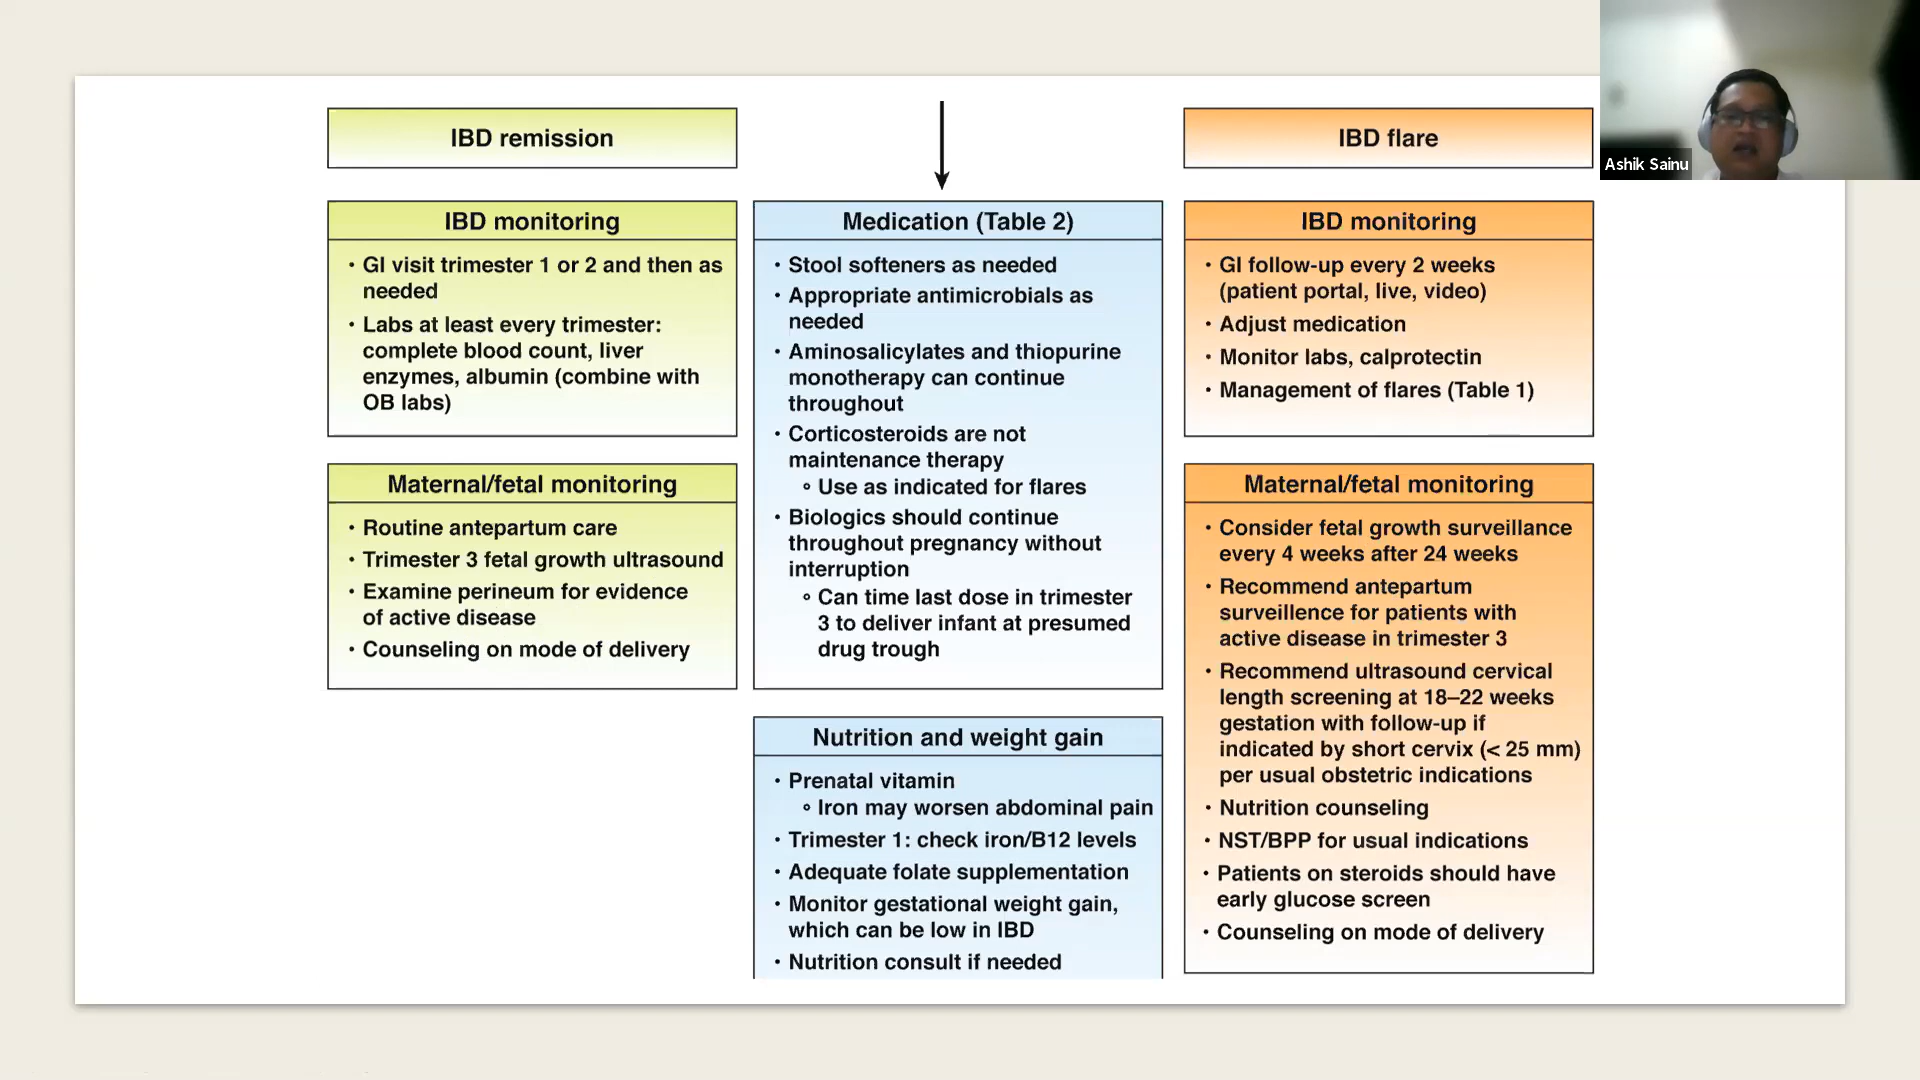 IBD remission
IBD monitoring
• GI visit trimester 1 or 2 and then as
needed
• Labs at least every trimester:
complete blood count, liver
enzymes, albumin (combine with
OB labs)
Maternal/fetal monitoring
• Routine antepartum care
• Trimester 3 fetal growth ultrasound
• Examine perineum for evidence
of active disease
• Counseling on mode of delivery
Medication (Table 2)
• Stool softeners as needed
• Appropriate antimicrobials as
needed
• Aminosalicylates and thiopurine
monotherapy can continue
throughout
• Corticosteroids are not
maintenance therapy
° Use as indicated for flares
• Biologics should continue
throughout pregnancy without
interruption
° Can time last dose in trimester
3 to deliver infant at presumed
drug trough
Nutrition and weight gain
• Prenatal vitamin
° Iron may worsen abdominal pain
• Trimester 1: check iron/B12 levels
• Adequate folate supplementation
• Monitor gestational weight gain,
which can be low in IBD
• Nutrition consult if needed
IBD flare
IBD monitoring
• GI follow-up every 2 weeks
(patient portal, live, video)
• Adjust medication
• Monitor labs, calprotectin
• Management of flares (Table 1)
Maternal/fetal monitoring
• Consider fetal growth surveillance
every 4 weeks after 24 weeks
• Recommend antepartum
surveillence for patients with
active disease in trimester 3
• Recommend ultrasound cervical
length screening at 18–22 weeks
gestation with follow-up if
indicated by short cervix (< 25 mm)
per usual obstetric indications
• Nutrition counseling
• NST/BPP for usual indications
• Patients on steroids should have
early glucose screen
• Counseling on mode of delivery
Ashik Sainu